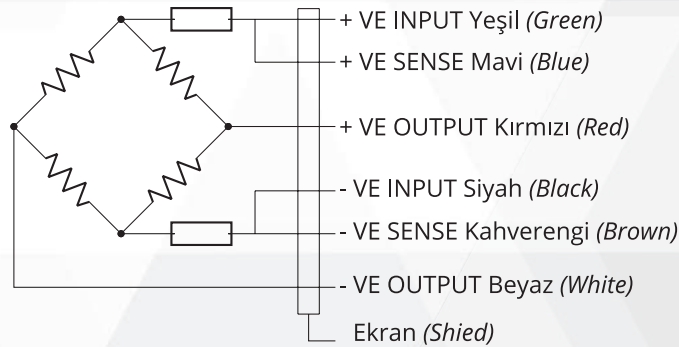 + VE INPUT Yeşil (Green)
+ VE SENSE Mavi (Blue)
+ VE OUTPUT Kırmızı (Red)
- VE INPUT Siyah (Black)
- VE SENSE Kahverengi (Brown)
- VE OUTPUT Beyaz (White)
Ekran (Shied)